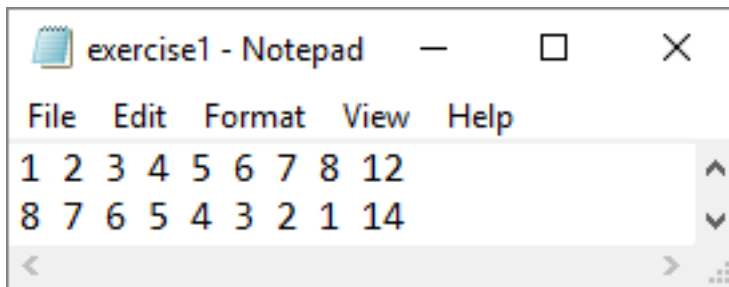 exercise1 - Notepad
File Edit Format View Help
1 2 3 4 5 6 7 8 12
8 7 6 5 4 3 2 1 14